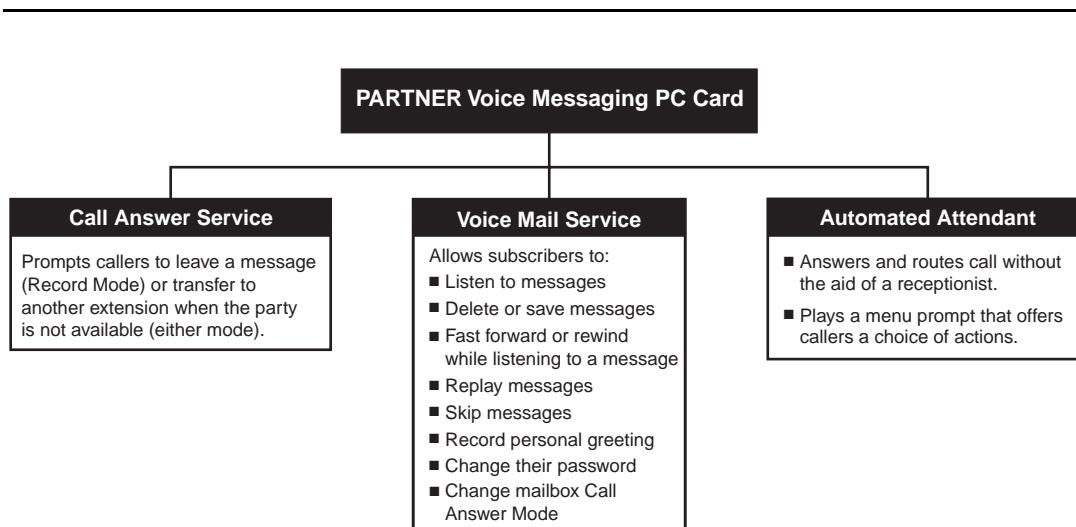 PARTNER Voice Messaging PC Card
Call Answer Service
Prompts callers to leave a message
(Record Mode) or transfer to
another extension when the party
is not available (either mode).
Voice Mail Service
Allows subscribers to:
■ Listen to messages
■ Delete or save messages
■ Fast forward or rewind
while listening to a message
■ Replay messages
■ Skip messages
■ Record personal greeting
■ Change their password
■ Change mailbox Call
Answer Mode
Automated Attendant
■ Answers and routes call without
the aid of a receptionist.
■ Plays a menu prompt that offers
callers a choice of actions.